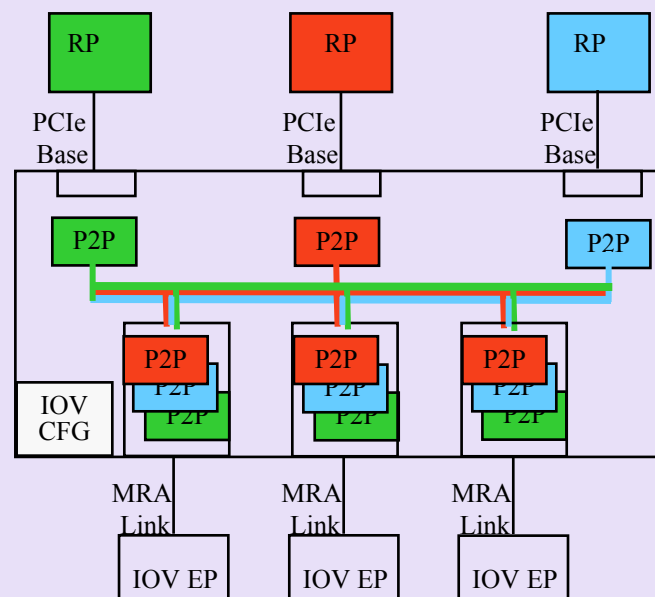 RP
RP
RP
PCIe
Base
PCIe
Base
PCIe
Base
P2P
P2P
P2P
P2P
P2P
P2P
P2P
P2P
P2P
P2P
P2P
P2P
IOV
CFG
MRA
Link
MRA
Link
MRA
Link
IOV EP
IOV EP
IOV EP